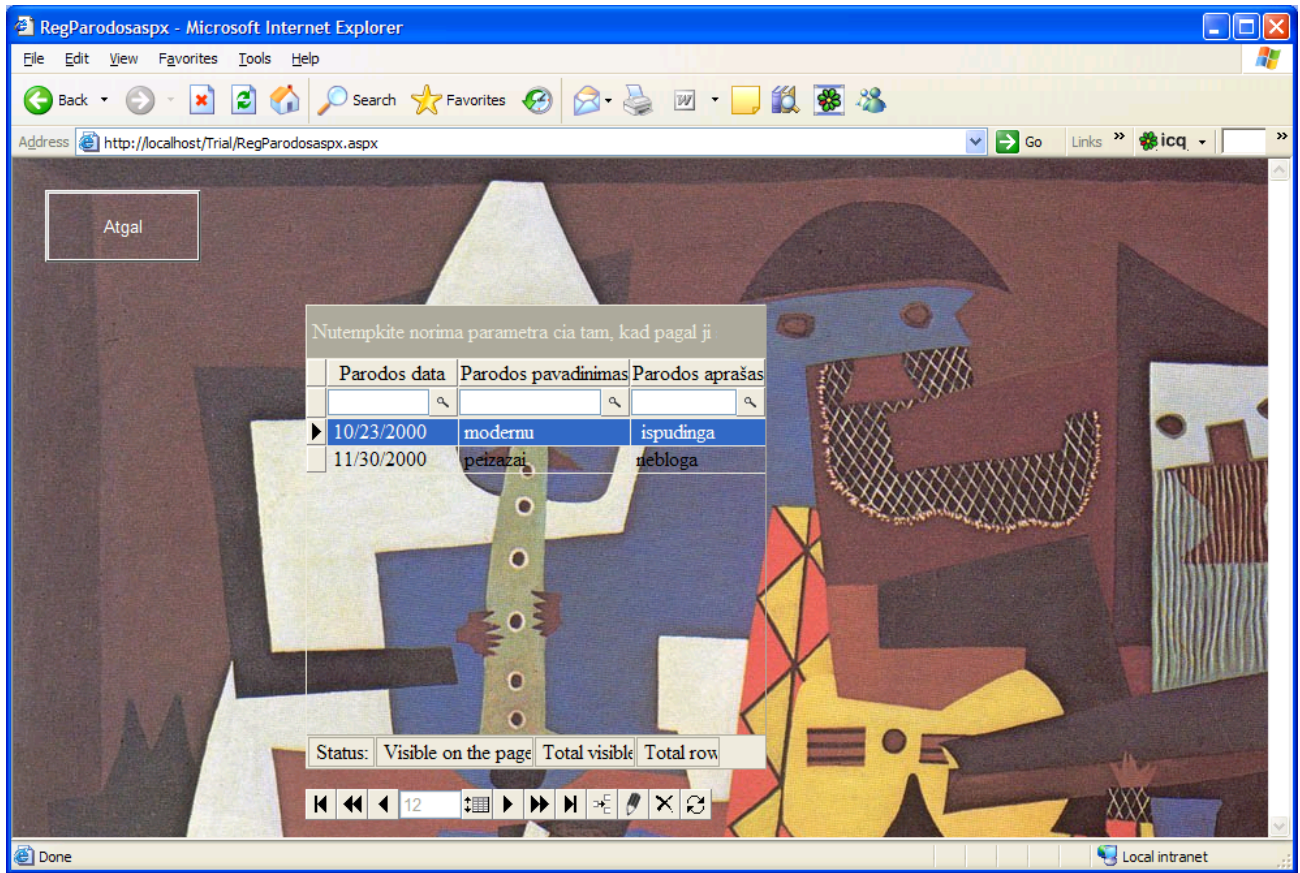 RegParodosaspx - Microsoft Internet Explorer
File Edit View Favorites Tools Help
Back Search Favorites W
Address http://localhost/Trial/RegParodosaspx.aspx Go Links » icq »
Atgal
Nutempkite norima parametra cia tam, kad pagal ji
Parodos data Parodos pavadinimas Parodos aprašas
10/23/2000 modernu ispudinga
11/30/2000 peizazai nebloga
Status: Visible on the page Total visible Total row
12
Done Local intranet